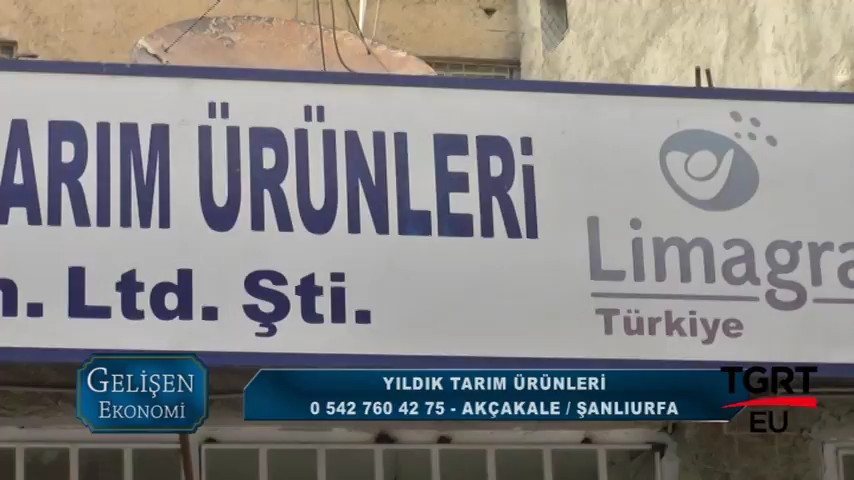 ARIM ÜRÜNLERİ
n. Ltd. Şti.
Limagra
Türkiye
GELİŞEN
EKONOMİ
YILDIK TARIM ÜRÜNLERİ
0 542 760 42 75 - AKÇAKALE / ŞANLIURFA
TGRT
EU